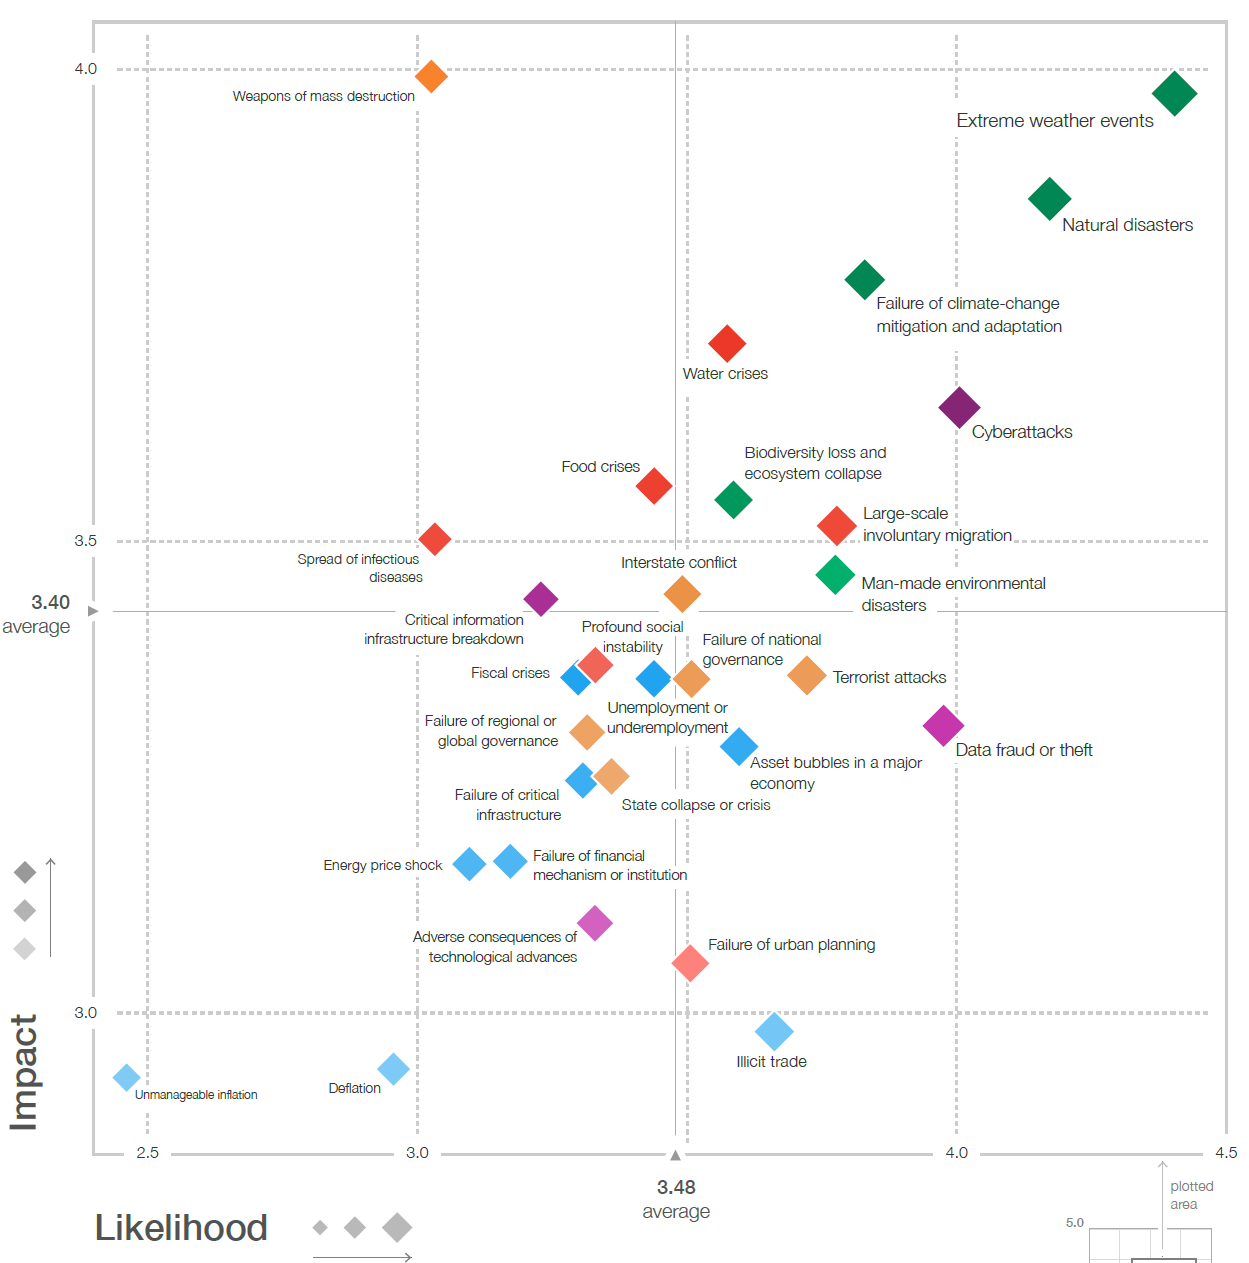 4.0
Weapons of mass destruction
Extreme weather events
Natural disasters
Failure of climate-change
mitigation and adaptation
Water crises
Cyberattacks
Biodiversity loss and
ecosystem collapse
Food crises
Large-scale
involuntary migration
3.5
Spread of infectious
diseases
Interstate conflict
Man-made environmental
disasters
3.40
average
Critical information
infrastructure breakdown
Profound social
instability
Failure of national
governance
Fiscal crises
Terrorist attacks
Unemployment or
underemployment
Failure of regional or
global governance
Data fraud or theft
Asset bubbles in a major
economy
Failure of critical
infrastructure
State collapse or crisis
Energy price shock
Failure of financial
mechanism or institution
Adverse consequences of
technological advances
Failure of urban planning
3.0
Illicit trade
Unmanageable inflation
Deflation
Impact
2.5
3.0
4.0
4.5
3.48
average
plotted
area
Likelihood
5.0